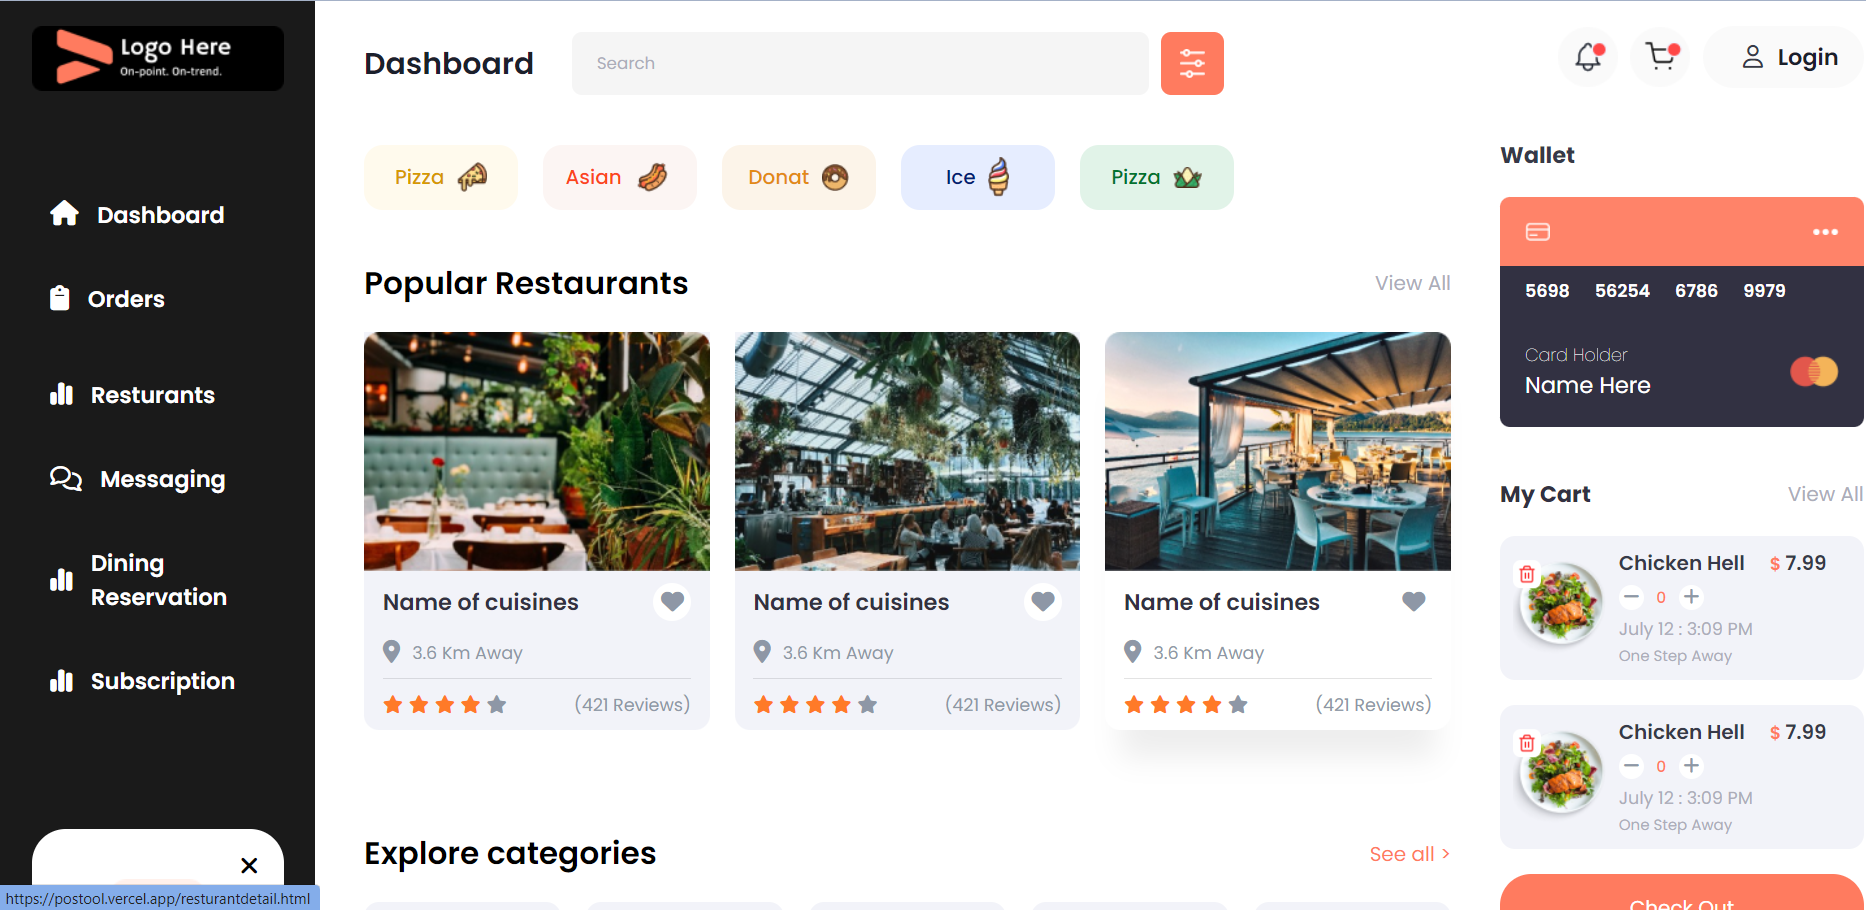 Logo Here
On-point. On-trend.
Dashboard
Orders
Resturants
Messaging
Dining
Reservation
Subscription
https://postool.vercel.app/resturantdetail.html
Dashboard
Search
Login
Pizza
Asian
Donat
Ice
Pizza
Popular Restaurants
View All
Name of cuisines
3.6 Km Away
(421 Reviews)
Name of cuisines
3.6 Km Away
(421 Reviews)
Name of cuisines
3.6 Km Away
(421 Reviews)
Explore categories
See all >
Wallet
5698 56254 6786 9979
Card Holder
Name Here
My Cart
View All
Chicken Hell $ 7.99
0
July 12 : 3:09 PM
One Step Away
Chicken Hell $ 7.99
0
July 12 : 3:09 PM
One Step Away
Check Out